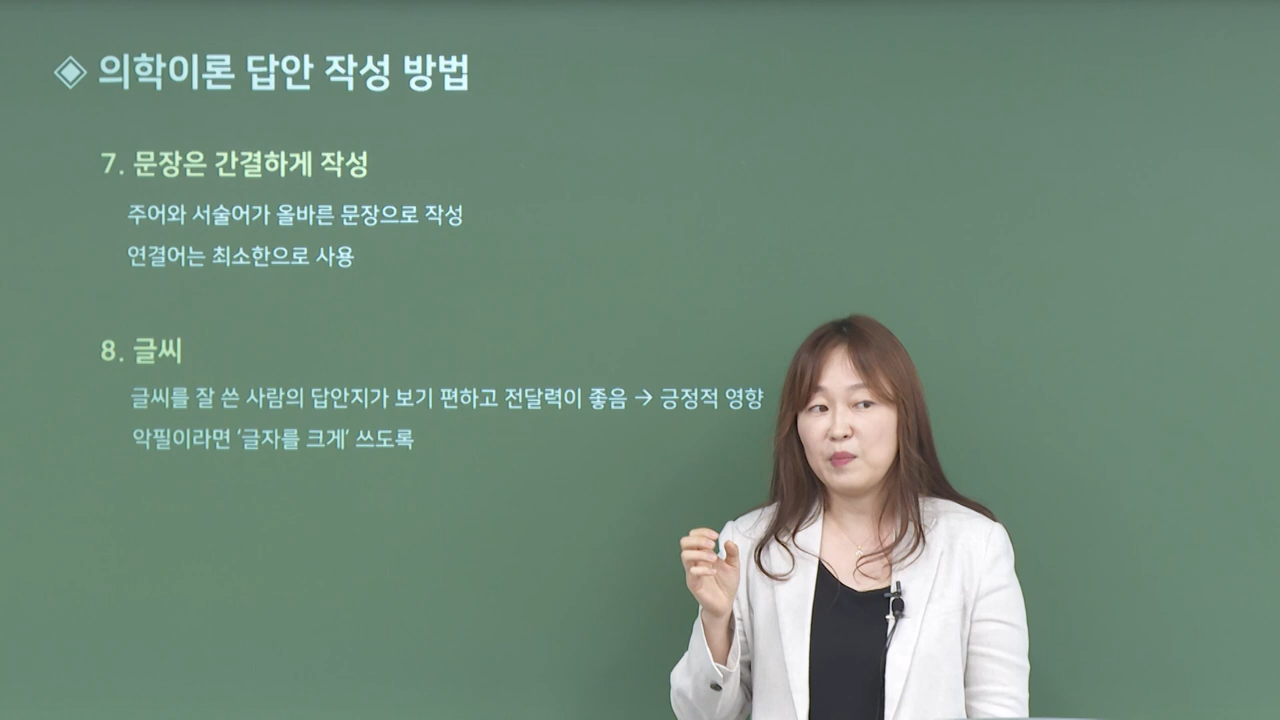 ◈ 의학이론 답안 작성 방법
7. 문장은 간결하게 작성
주어와 서술어가 올바른 문장으로 작성
연결어는 최소한으로 사용
8. 글씨
글씨를 잘 쓴 사람의 답안지가 보기 편하고 전달력이 좋음 → 긍정적 영향
악필이라면 ‘글자를 크게’ 쓰도록